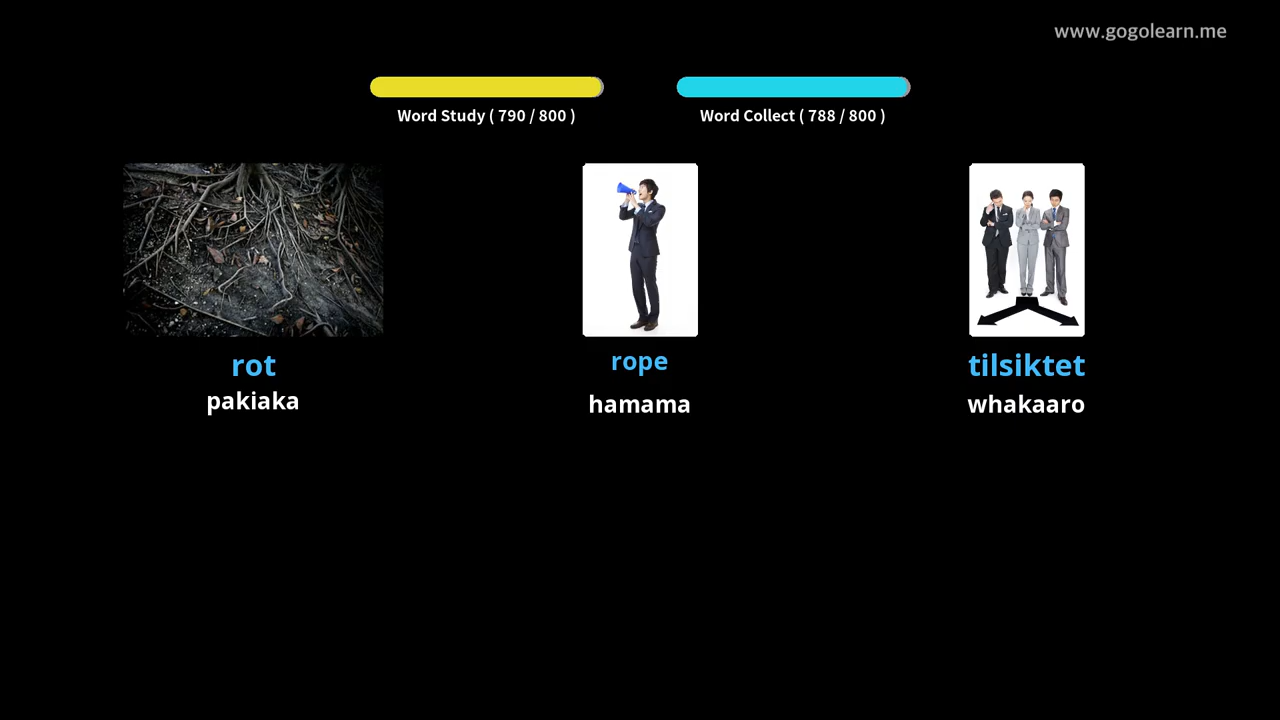 www.gogolearn.me
Word Study ( 790 / 800 )
Word Collect ( 788 / 800 )
rot
pakiaka
rope
hamama
tilsiktet
whakaaro